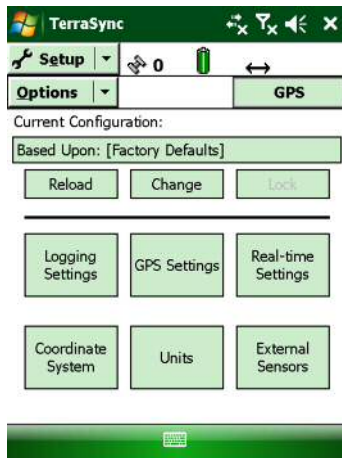 TerraSync
Setup
0
Options
GPS
Current Configuration:
Based Upon: [Factory Defaults]
Reload
Change
Lock
Logging
Settings
GPS Settings
Real-time
Settings
Coordinate
System
Units
External
Sensors